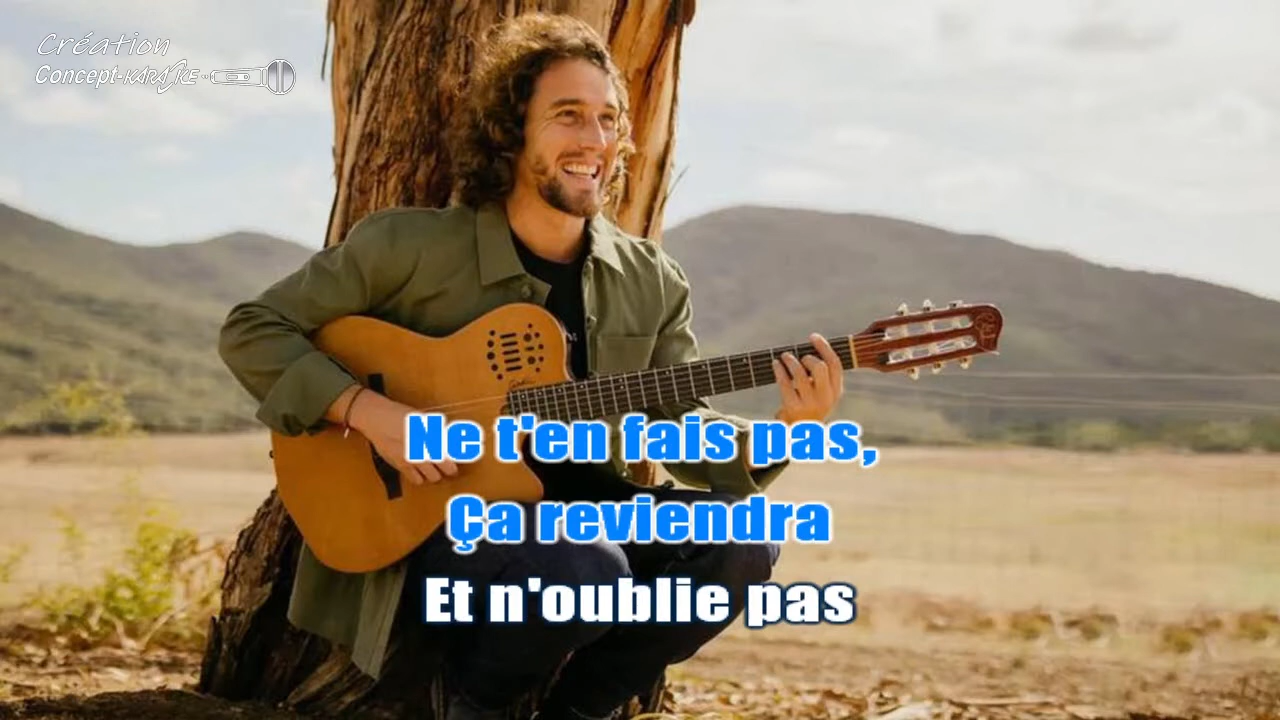 Création
Concept-KARAOKE
Ne t'en fais pas,
Ça reviendra
Et n'oublie pas